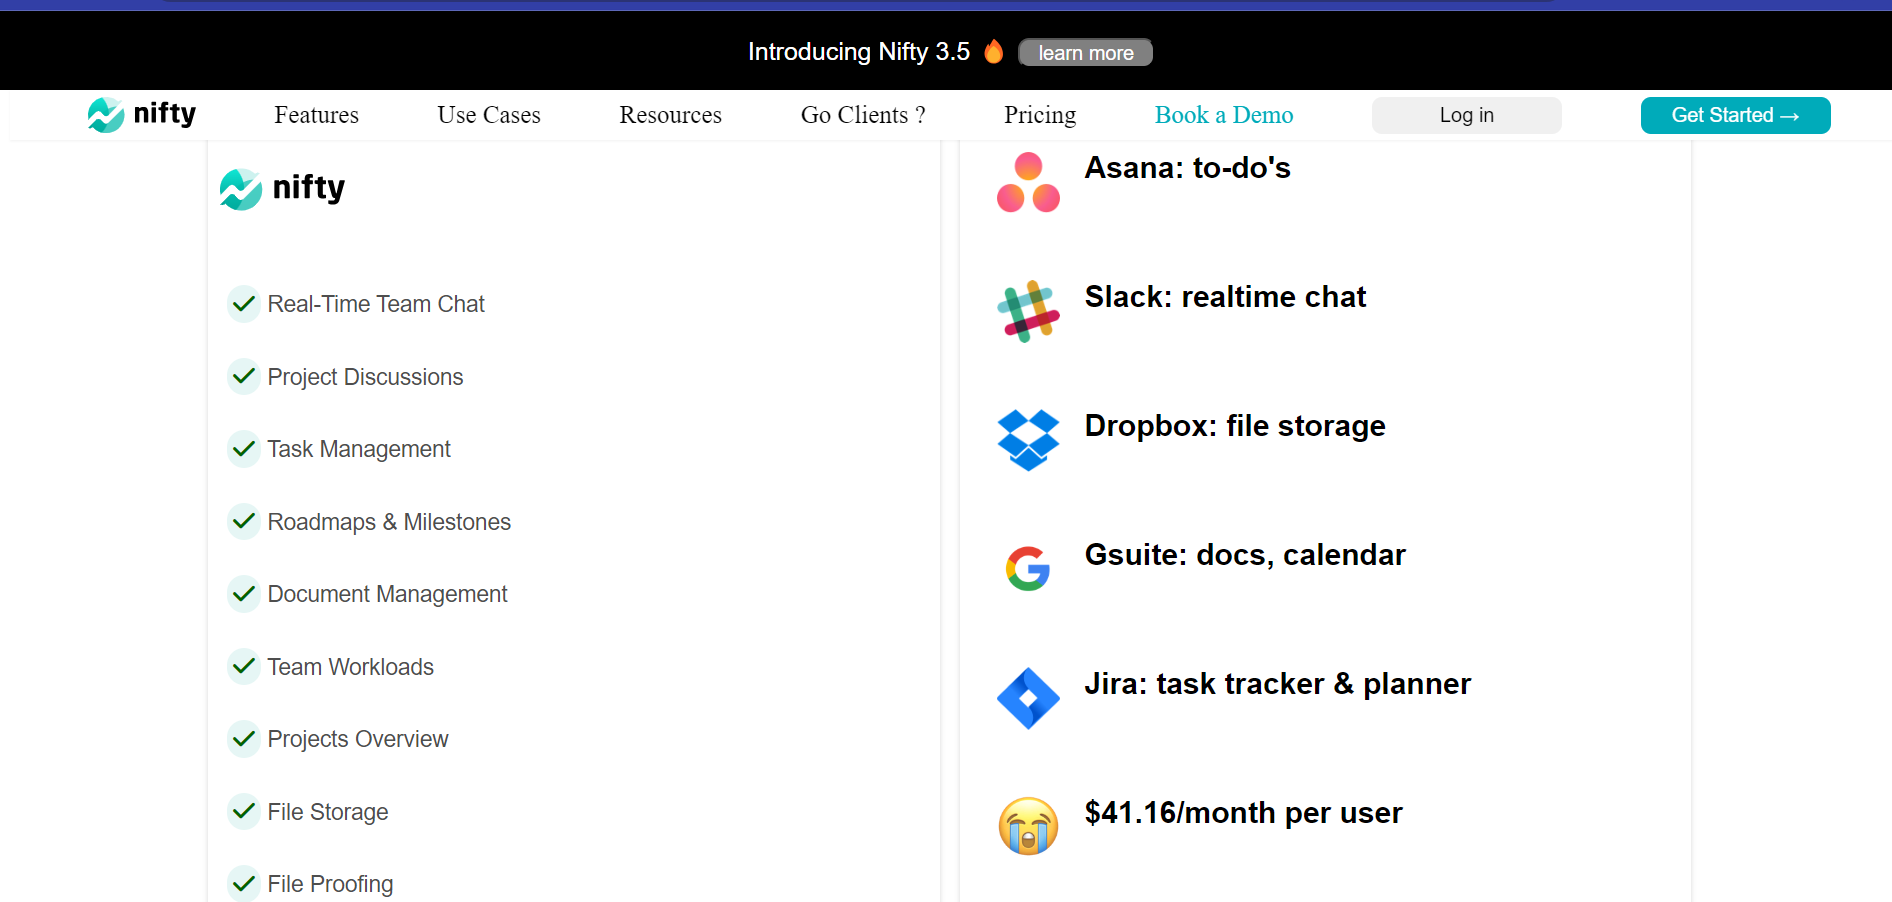 Introducing Nifty 3.5 learn more
nifty Features Use Cases Resources Go Clients ? Pricing Book a Demo Log in Get Started →
nifty
Real-Time Team Chat
Project Discussions
Task Management
Roadmaps & Milestones
Document Management
Team Workloads
Projects Overview
File Storage
File Proofing
Asana: to-do's
Slack: realtime chat
Dropbox: file storage
Gsuite: docs, calendar
Jira: task tracker & planner
$41.16/month per user